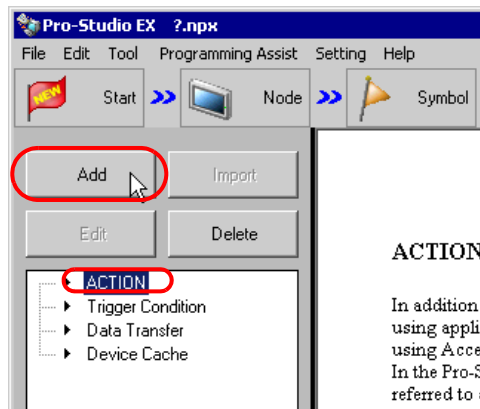 Pro-Studio EX ?.npx
File Edit Tool Programming Assist Setting Help
NEW Start Node Symbol
Add Import
Edit Delete
ACTION
Trigger Condition
Data Transfer
Device Cache
ACTION
In addition
using appli
using Acce
In the Pro-S
referred to